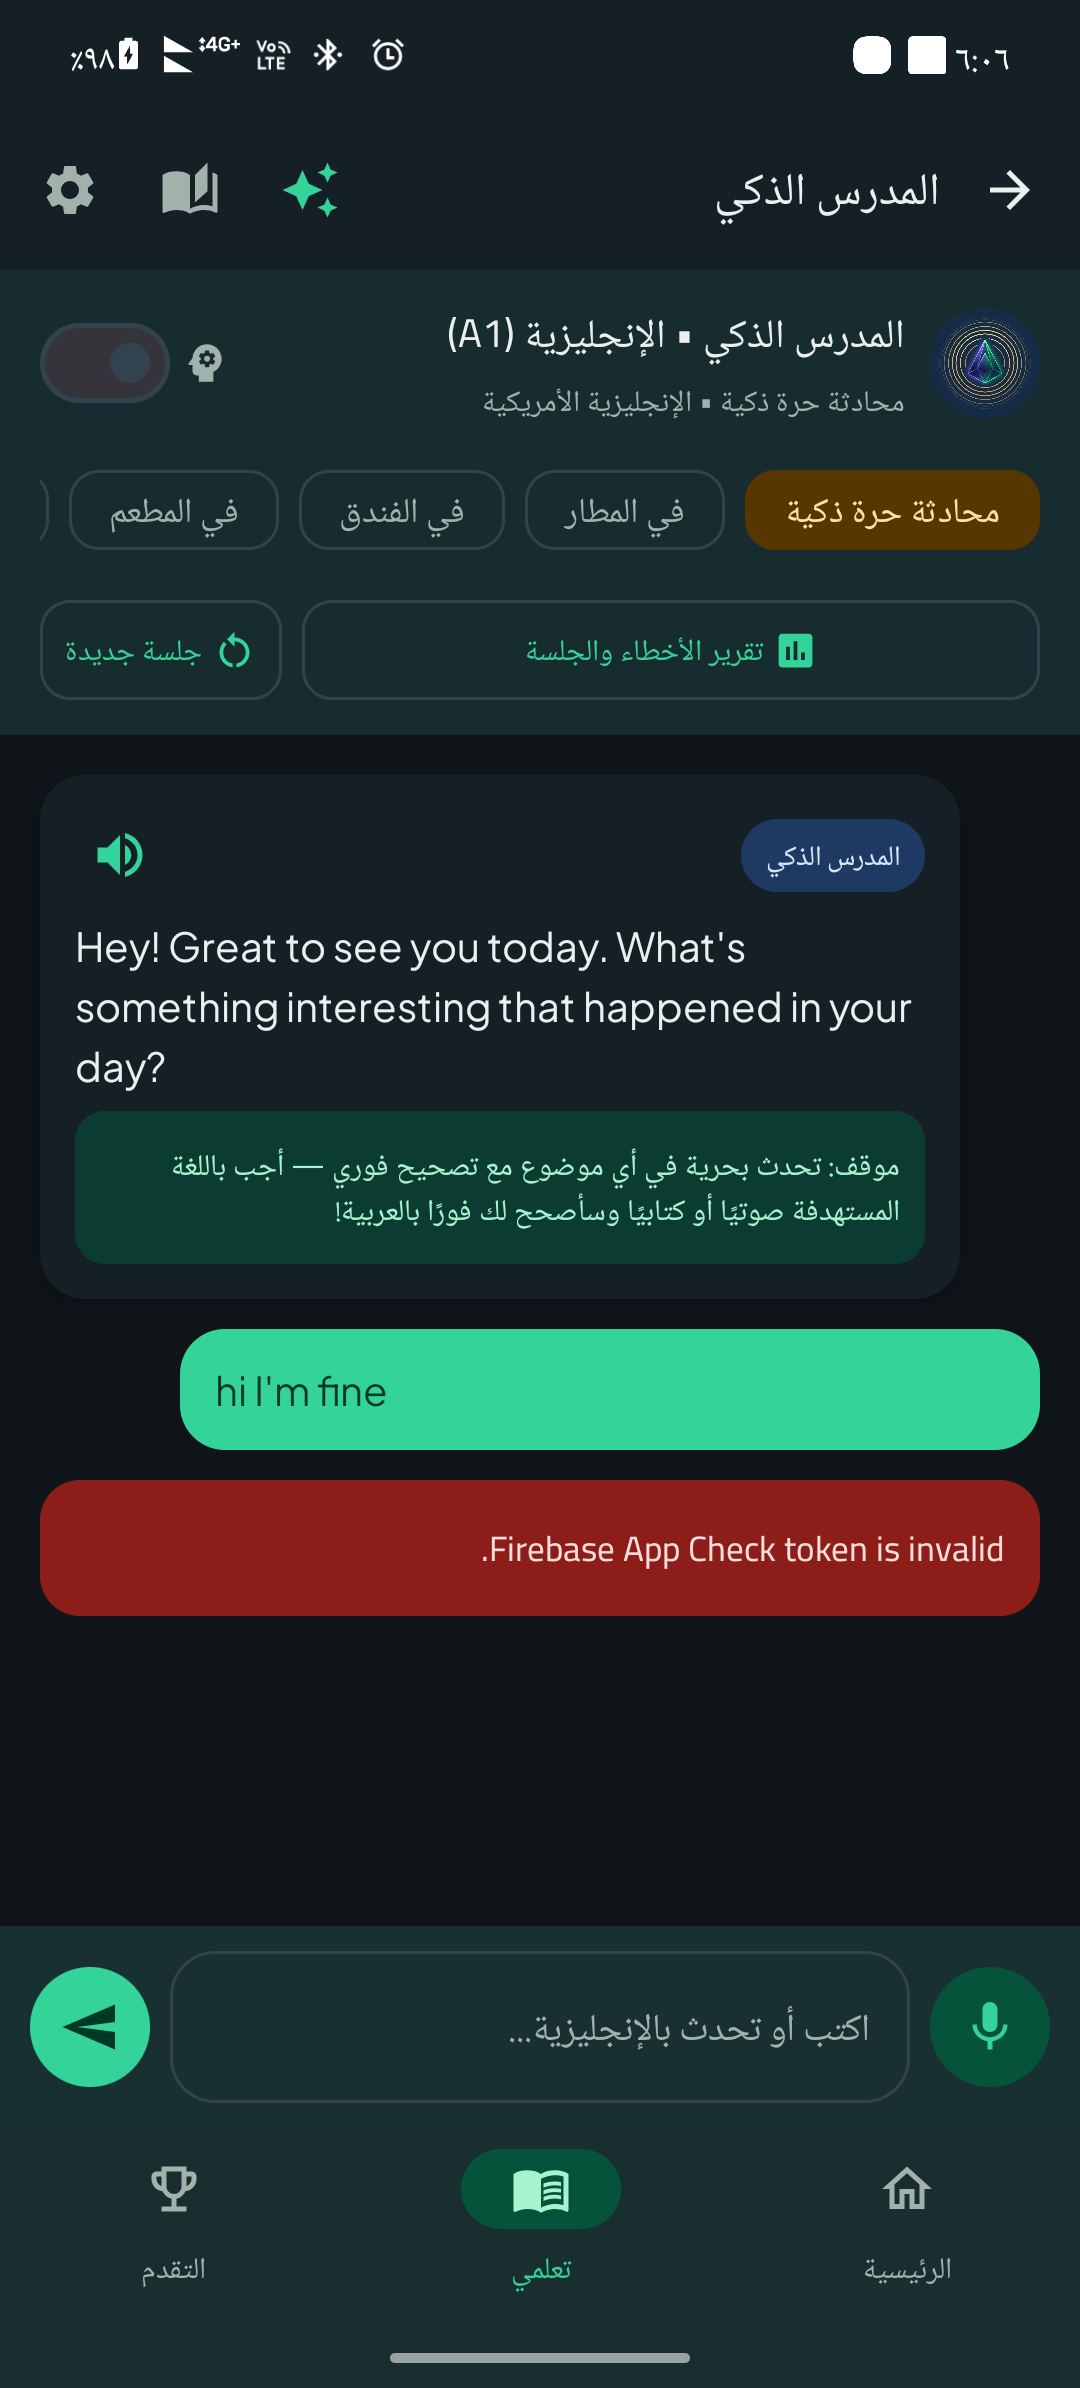 ٦:٠٦
4G+
Vo LTE
٪٩٨
المدرس الذكي
المدرس الذكي ▪ الإنجليزية (A1)
محادثة حرة ذكية ▪ الإنجليزية الأمريكية
محادثة حرة ذكية
في المطار
في الفندق
في المطعم
تقرير الأخطاء والجلسة
جلسة جديدة
المدرس الذكي
Hey! Great to see you today. What's
something interesting that happened in your
day?
موقف: تحدث بحرية في أي موضوع مع تصحيح فوري — أجب باللغة
المستهدفة صوتيًا أو كتابيًا وسأصحح لك فورًا بالعربية!
hi I'm fine
Firebase App Check token is invalid.
اكتب أو تحدث بالإنجليزية...
الرئيسية
تعلمي
التقدم